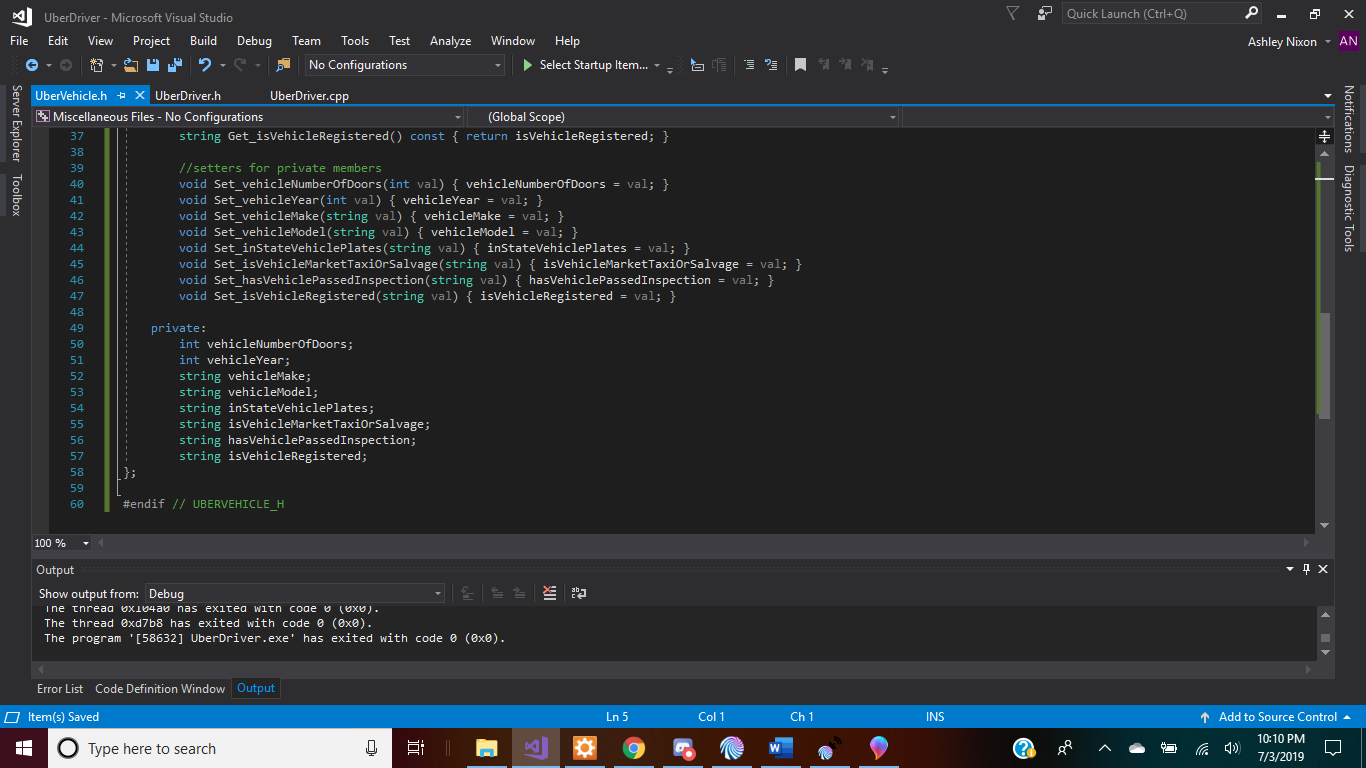 UberDriver - Microsoft Visual Studio
Quick Launch (Ctrl+Q)
File Edit View Project Build Debug Team Tools Test Analyze Window Help
Ashley Nixon AN
No Configurations
Select Startup Item...
UberVehicle.h UberDriver.h UberDriver.cpp
Server Explorer
Toolbox
Notifications
Diagnostic Tools
Miscellaneous Files - No Configurations (Global Scope)
37 string Get_isVehicleRegistered() const { return isVehicleRegistered; }
38
39 //setters for private members
40 void Set_vehicleNumberOfDoors(int val) { vehicleNumberOfDoors = val; }
41 void Set_vehicleYear(int val) { vehicleYear = val; }
42 void Set_vehicleMake(string val) { vehicleMake = val; }
43 void Set_vehicleModel(string val) { vehicleModel = val; }
44 void Set_inStateVehiclePlates(string val) { inStateVehiclePlates = val; }
45 void Set_isVehicleMarketTaxiOrSalvage(string val) { isVehicleMarketTaxiOrSalvage = val; }
46 void Set_hasVehiclePassedInspection(string val) { hasVehiclePassedInspection = val; }
47 void Set_isVehicleRegistered(string val) { isVehicleRegistered = val; }
48
49 private:
50 int vehicleNumberOfDoors;
51 int vehicleYear;
52 string vehicleMake;
53 string vehicleModel;
54 string inStateVehiclePlates;
55 string isVehicleMarketTaxiOrSalvage;
56 string hasVehiclePassedInspection;
57 string isVehicleRegistered;
58 };
59
60 #endif // UBERVEHICLE_H
100 %
Output
Show output from: Debug
The thread 0x104a0 has exited with code 0 (0x0).
The thread 0xd7b8 has exited with code 0 (0x0).
The program '[58632] UberDriver.exe' has exited with code 0 (0x0).
Error List Code Definition Window Output
Item(s) Saved Ln 5 Col 1 Ch 1 INS Add to Source Control
Type here to search
10:10 PM
7/3/2019